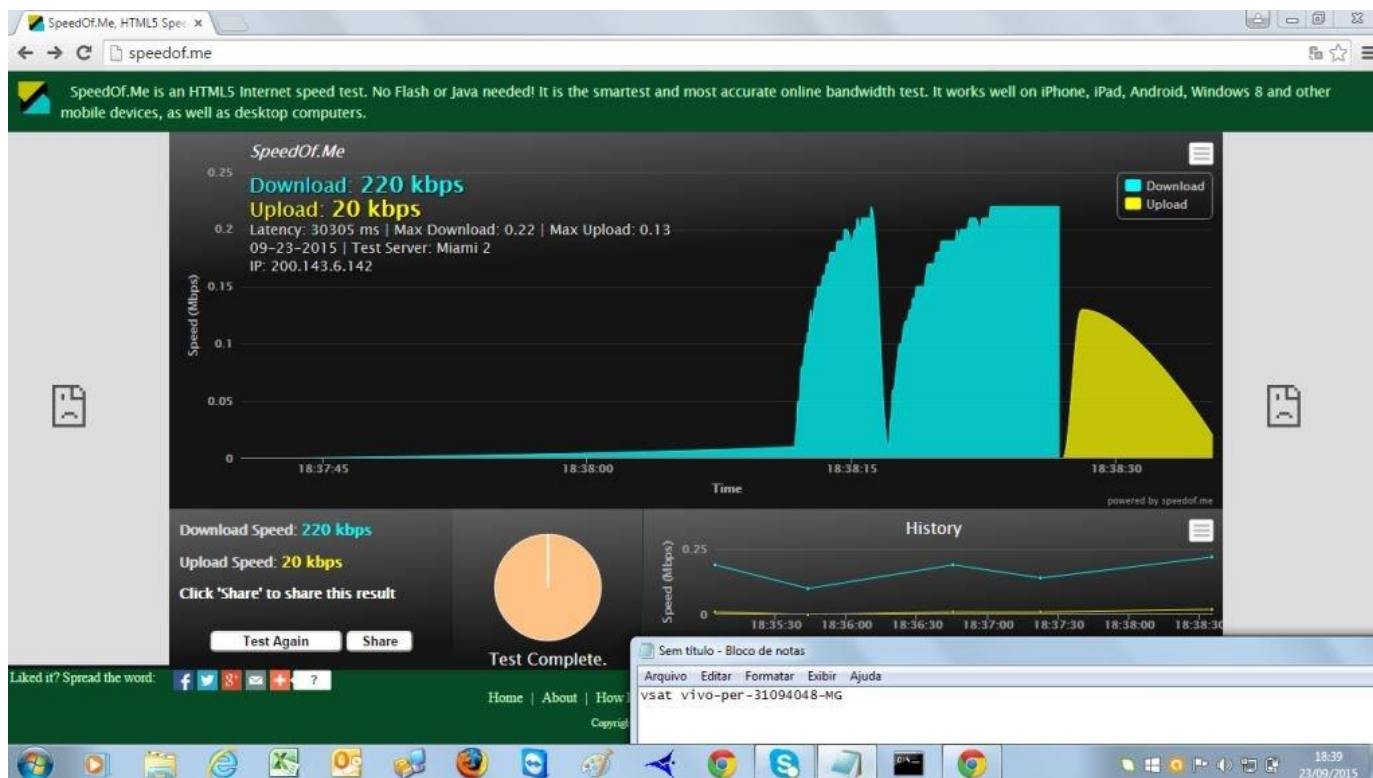 SpeedOf.Me, HTML5 Spee
speedof.me
SpeedOf.Me is an HTML5 Internet speed test. No Flash or Java needed! It is the smartest and most accurate online bandwidth test. It works well on iPhone, iPad, Android, Windows 8 and other
mobile devices, as well as desktop computers.
SpeedOf.Me
Download: 220 kbps
Upload: 20 kbps
Latency: 30305 ms | Max Download: 0.22 | Max Upload: 0.13
09-23-2015 | Test Server: Miami 2
IP: 200.143.6.142
Download
Upload
Speed (Mbps)
0.25
0.2
0.15
0.1
0.05
0
18:37:45 18:38:00 18:38:15 18:38:30
Time
powered by speedof.me
Download Speed: 220 kbps
Upload Speed: 20 kbps
Click 'Share' to share this result
Test Again Share
Test Complete.
History
Speed (Mbps)
0.25
0
18:35:30 18:36:00 18:36:30 18:37:00 18:37:30 18:38:00 18:38:30
Liked it? Spread the word:
?
Home | About | How
Copyrig
Sem título - Bloco de notas
Arquivo Editar Formatar Exibir Ajuda
vsat vivo-per-31094048-MG
18:39
23/09/2015